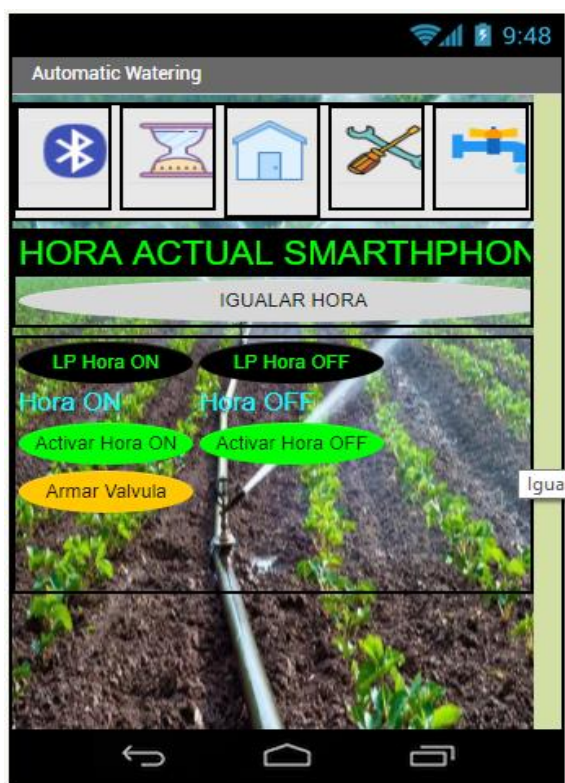 9:48
Automatic Watering
HORA ACTUAL SMARTHPHON
IGUALAR HORA
LP Hora ON LP Hora OFF
Hora ON Hora OFF
Activar Hora ON Activar Hora OFF
Armar Valvula
Igua